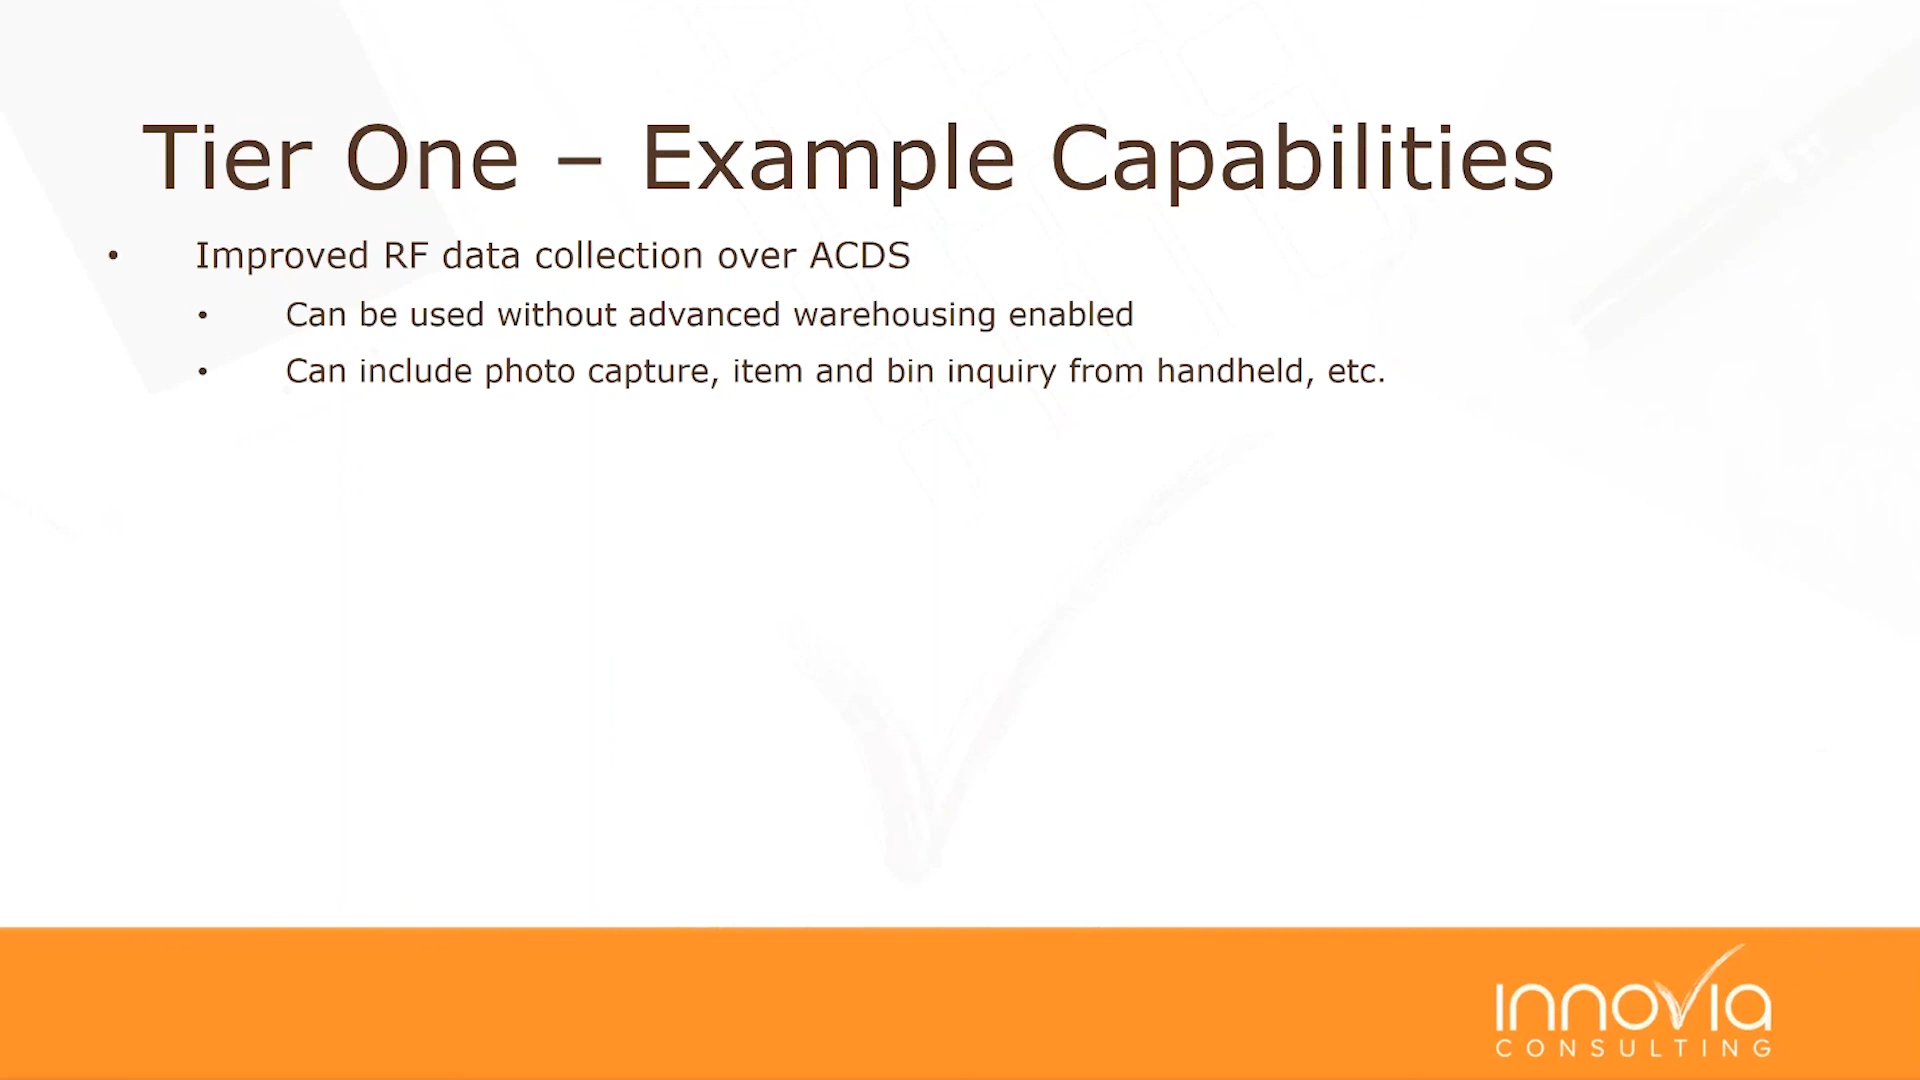 Tier One – Example Capabilities
• Improved RF data collection over ACDS
• Can be used without advanced warehousing enabled
• Can include photo capture, item and bin inquiry from handheld, etc.
innovia
CONSULTING